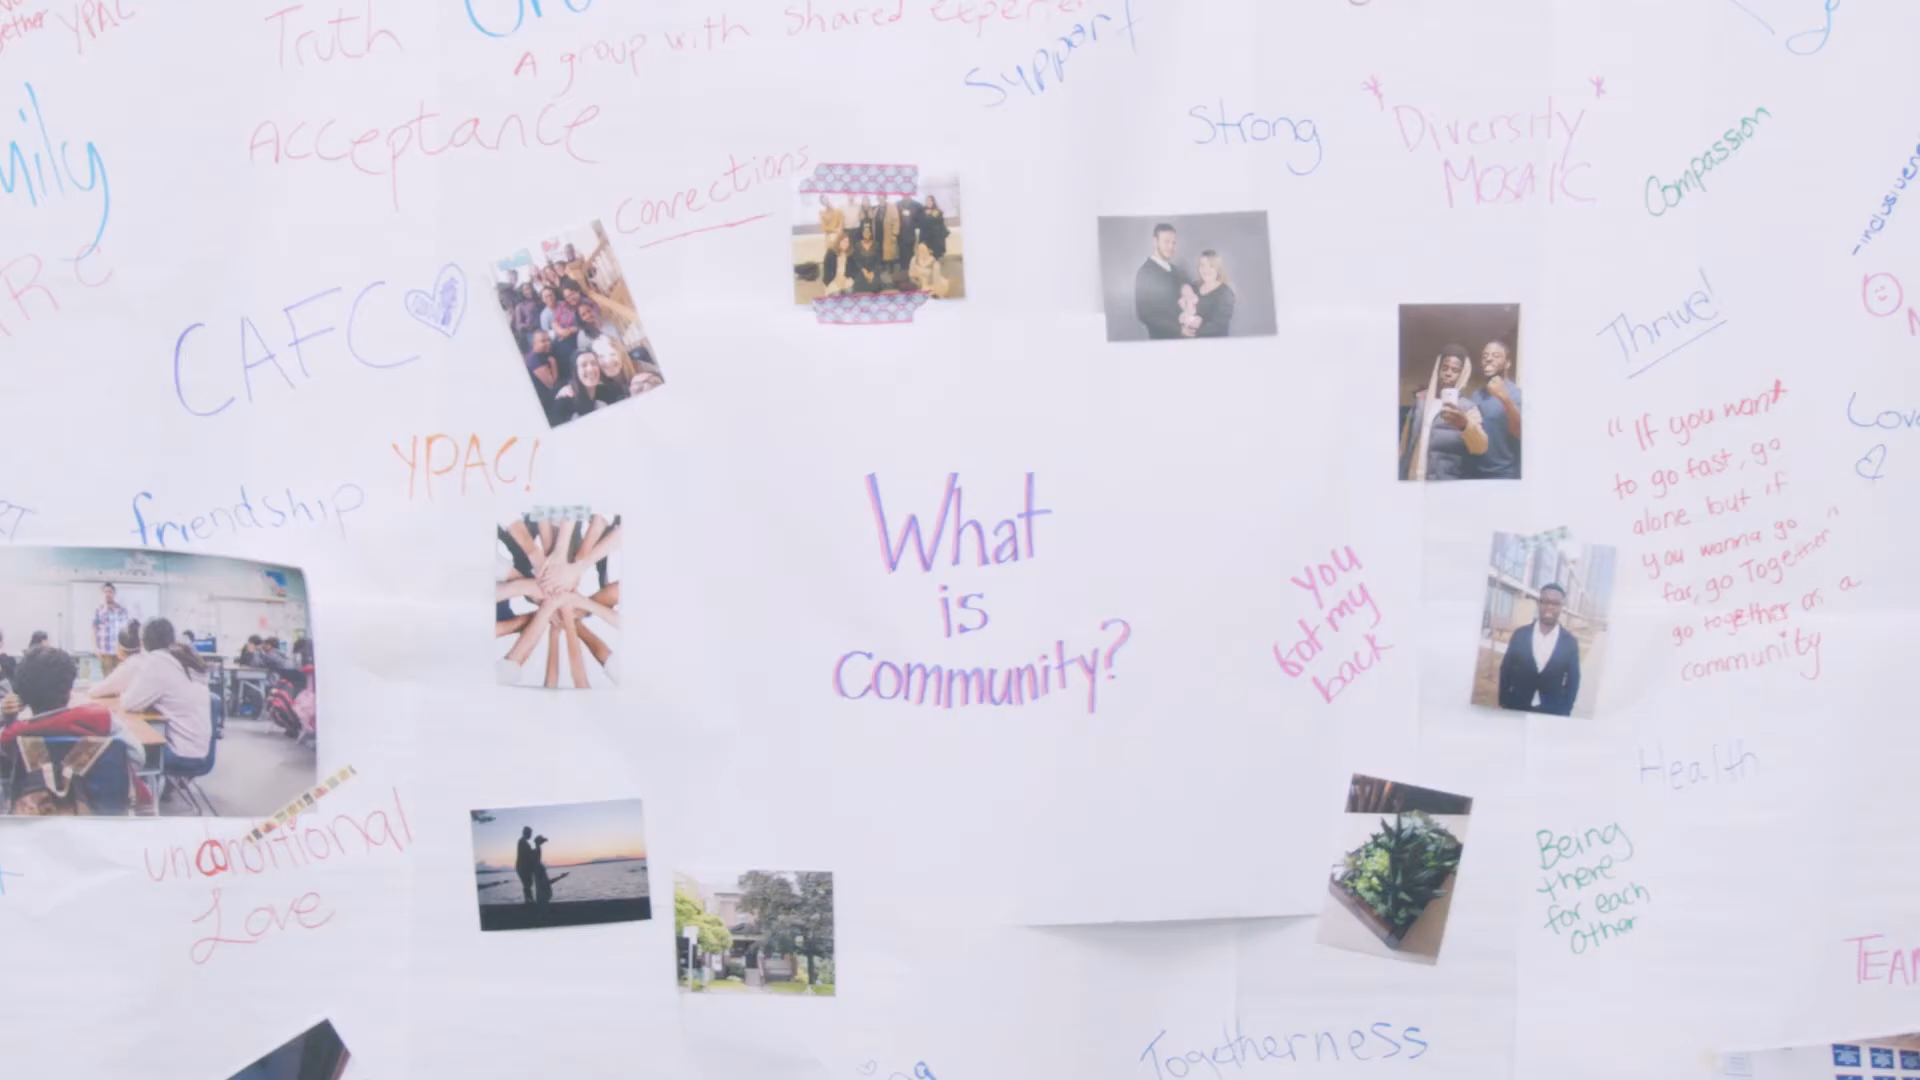 YPAC
Truth
A group with shared
Support
Acceptance
Connections
Strong
*Diversity*
Mosaic
Compassion
CAFC
YPAC!
friendship
Thrive!
"If you want
to go fast, go
alone but if
you wanna go
far, go together"
go together as a
community
What
is
Community?
You
Got my
back
Health
unconditional
Love
Being
there
for each
Other
Togetherness